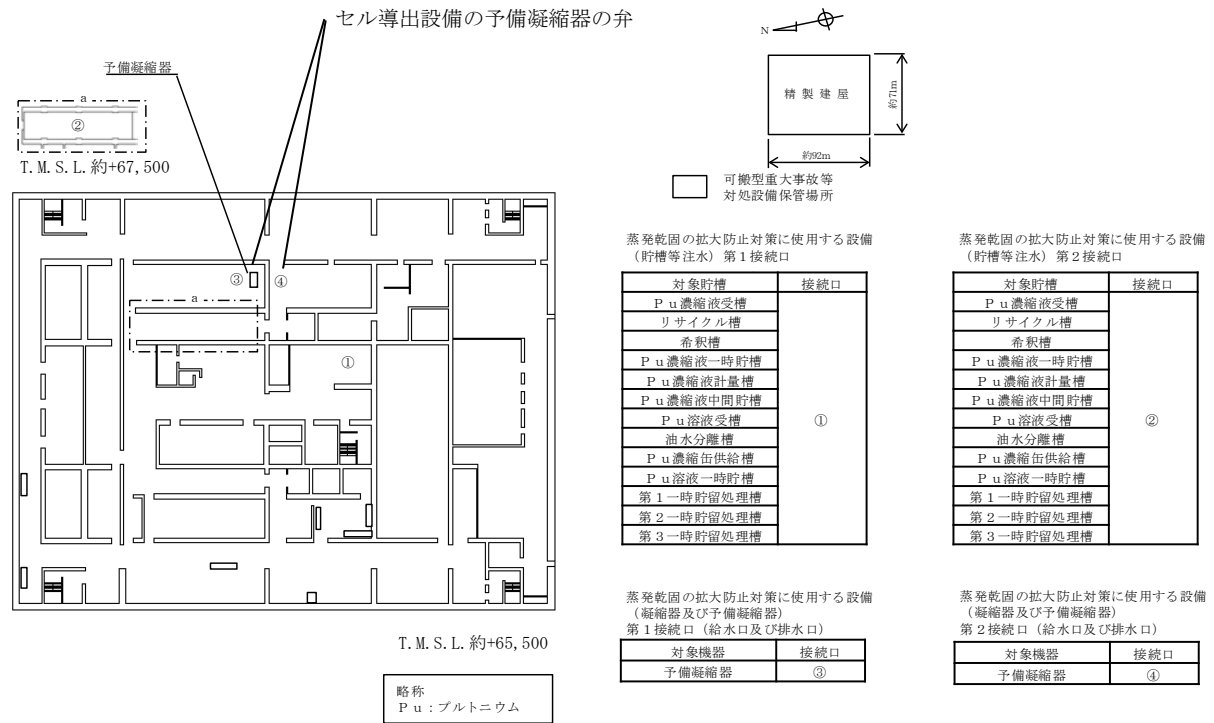 セル導出設備の予備凝縮器の弁
予備凝縮器
a
②
T.M.S.L.約+67,500
③
④
a
①
T.M.S.L.約+65,500
略称
Pu：プルトニウム
N
精製建屋
約71m
約92m
可搬型重大事故等
対処設備保管場所
蒸発乾固の拡大防止対策に使用する設備
（貯槽等注水）第１接続口
対象貯槽 接続口
Ｐｕ濃縮液受槽
リサイクル槽
希釈槽
Ｐｕ濃縮液一時貯槽
Ｐｕ濃縮液計量槽
Ｐｕ濃縮液中間貯槽
Ｐｕ溶液受槽 ①
油水分離槽
Ｐｕ濃縮缶供給槽
Ｐｕ溶液一時貯槽
第１一時貯留処理槽
第２一時貯留処理槽
第３一時貯留処理槽
蒸発乾固の拡大防止対策に使用する設備
（貯槽等注水）第２接続口
対象貯槽 接続口
Ｐｕ濃縮液受槽
リサイクル槽
希釈槽
Ｐｕ濃縮液一時貯槽
Ｐｕ濃縮液計量槽
Ｐｕ濃縮液中間貯槽
Ｐｕ溶液受槽 ②
油水分離槽
Ｐｕ濃縮缶供給槽
Ｐｕ溶液一時貯槽
第１一時貯留処理槽
第２一時貯留処理槽
第３一時貯留処理槽
蒸発乾固の拡大防止対策に使用する設備
（凝縮器及び予備凝縮器）
第１接続口（給水口及び排水口）
対象機器 接続口
予備凝縮器 ③
蒸発乾固の拡大防止対策に使用する設備
（凝縮器及び予備凝縮器）
第２接続口（給水口及び排水口）
対象機器 接続口
予備凝縮器 ④